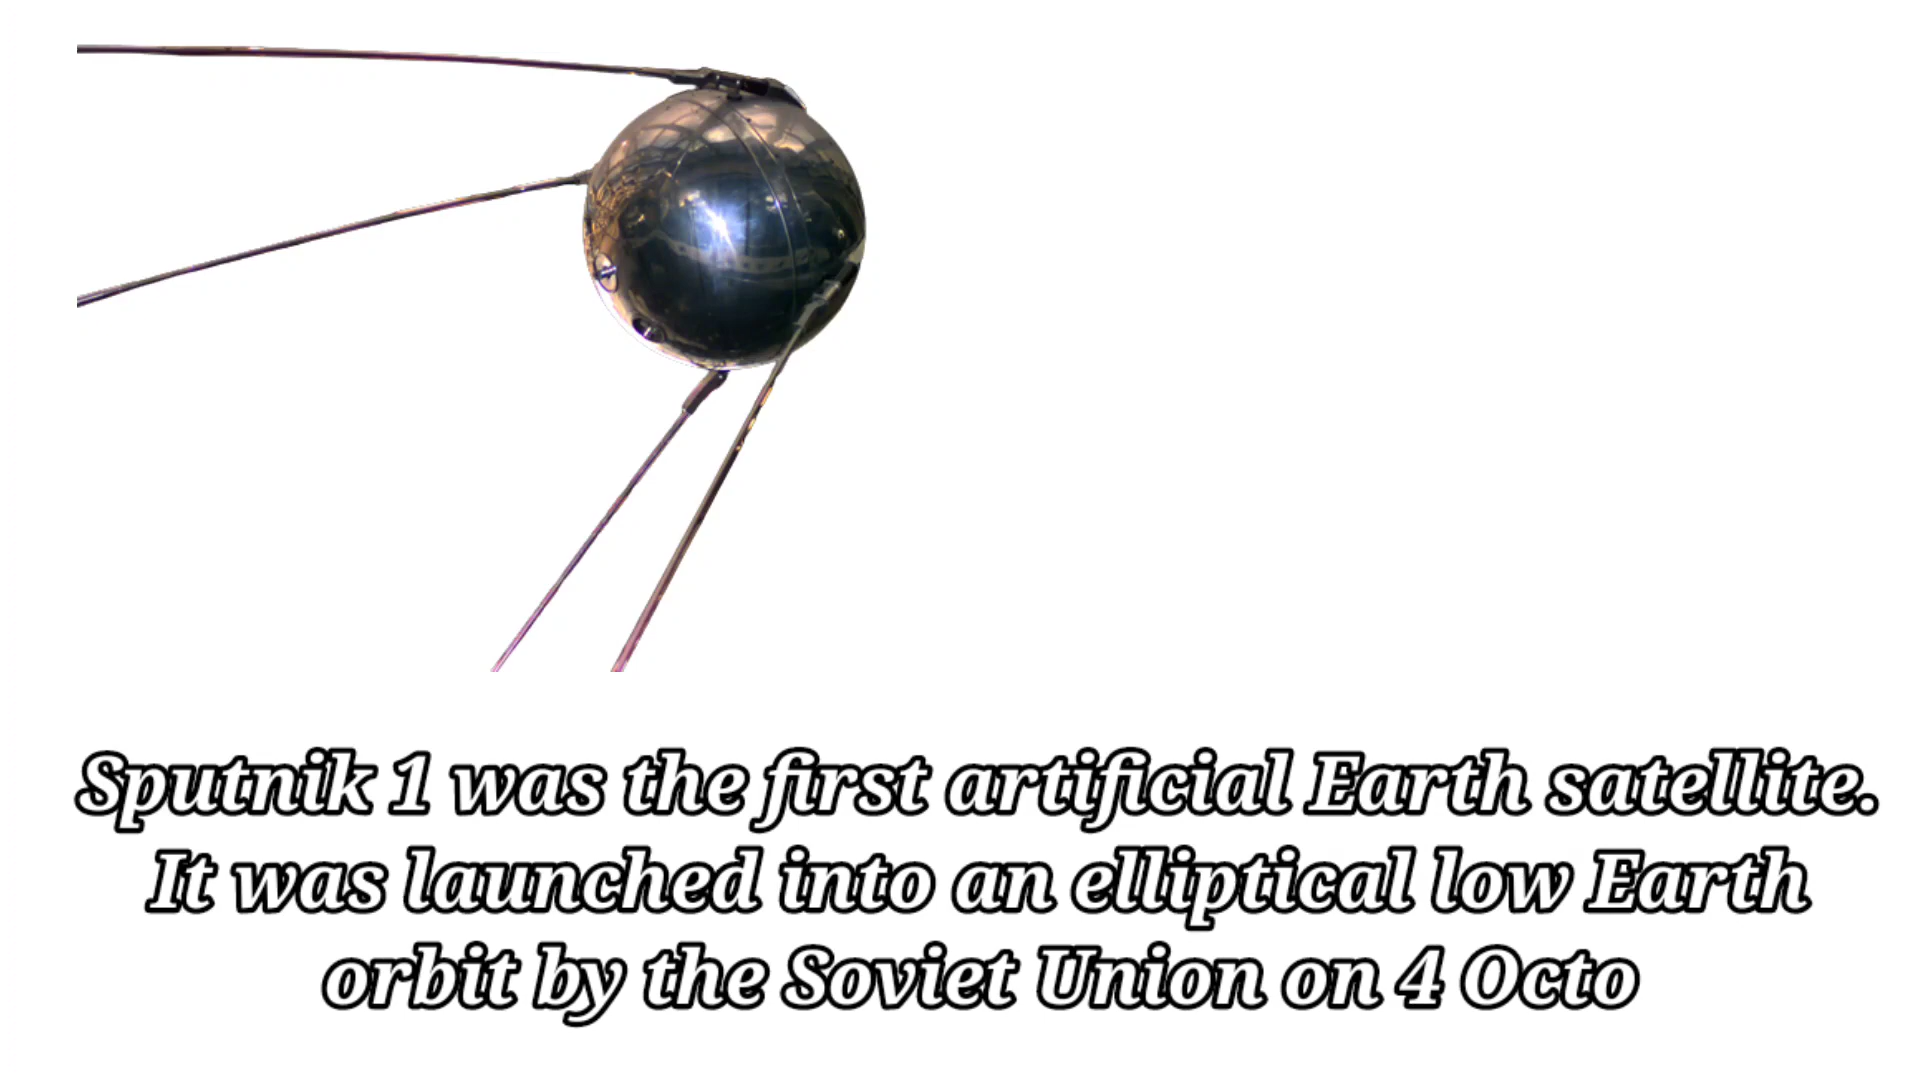 Sputnik 1 was the first artificial Earth satellite.
It was launched into an elliptical low Earth
orbit by the Soviet Union on 4 Octo